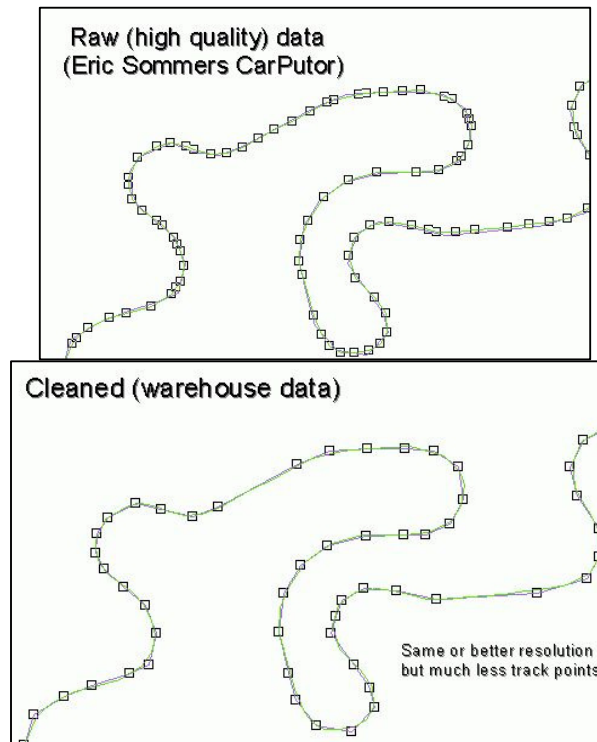 Raw (high quality) data
(Eric Sommers CarPutor)
Cleaned (warehouse data)
Same or better resolution
but much less track points